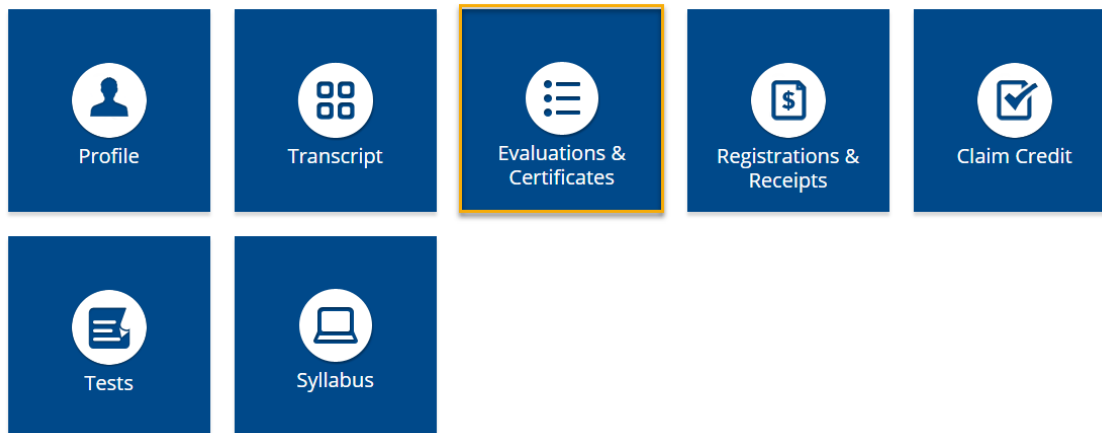 Profile
Transcript
Evaluations &
Certificates
$
Registrations &
Receipts
Claim Credit
Tests
Syllabus